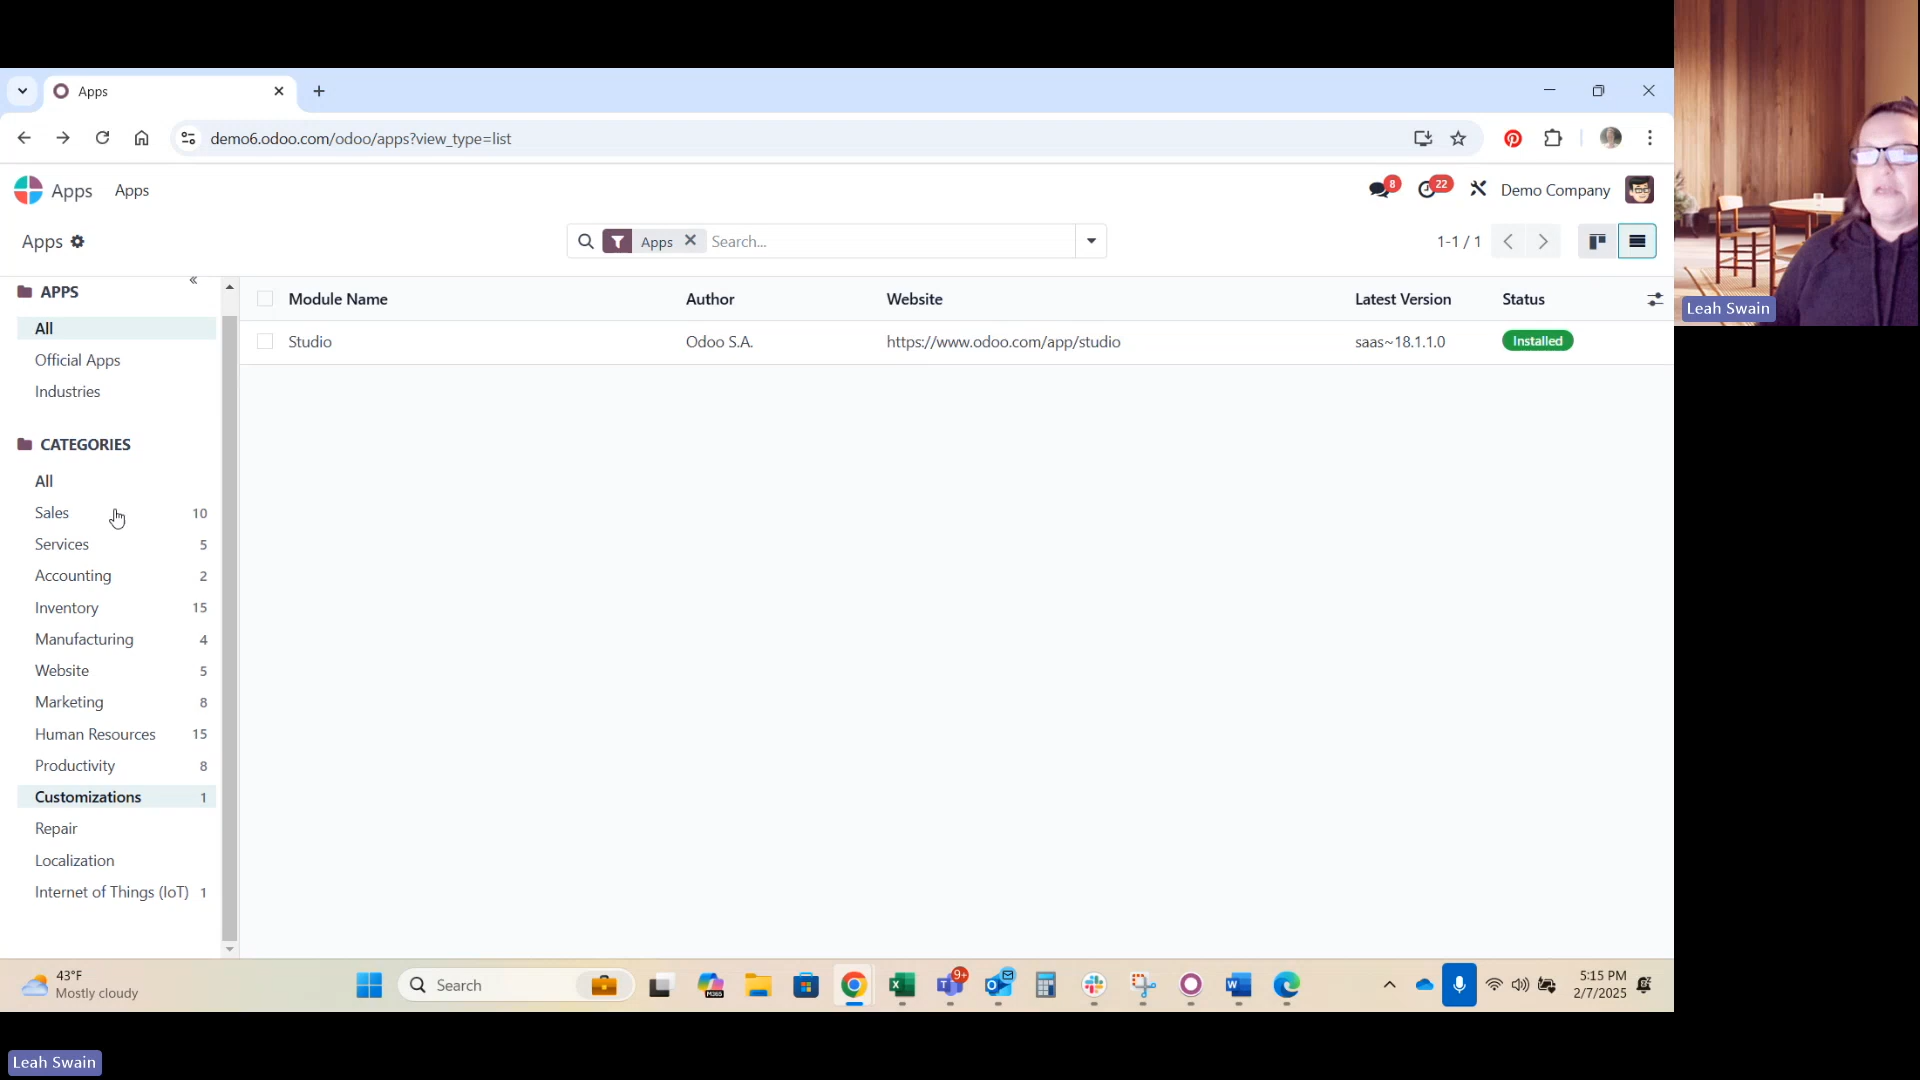 Apps
demo6.odoo.com/odoo/apps?view_type=list
Apps Apps
8
22
Demo Company
Apps
Apps
Search...
1-1 / 1
APPS
All
Official Apps
Industries
CATEGORIES
All
Sales 10
Services 5
Accounting 2
Inventory 15
Manufacturing 4
Website 5
Marketing 8
Human Resources 15
Productivity 8
Customizations 1
Repair
Localization
Internet of Things (IoT) 1
Module Name Author Website Latest Version Status
Studio Odoo S.A. https://www.odoo.com/app/studio saas~18.1.1.0 Installed
Leah Swain
43°F
Mostly cloudy
Search
M365
9+
5:15 PM
2/7/2025
Leah Swain